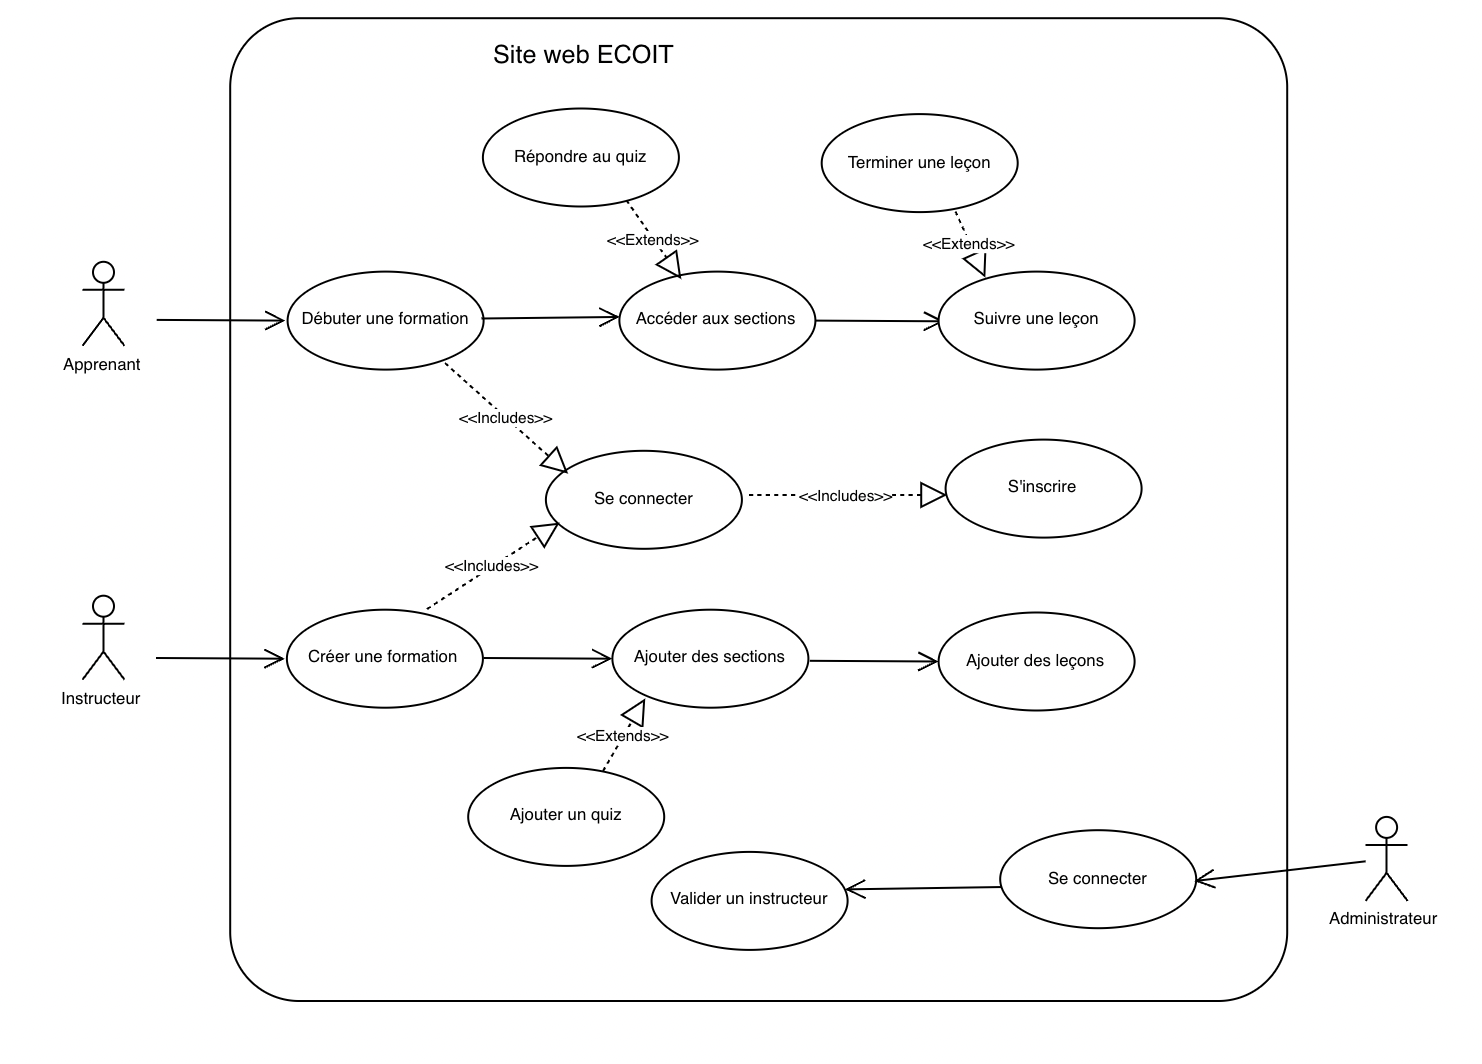 Site web ECOIT
Répondre au quiz
Terminer une leçon
<<Extends>>
<<Extends>>
Apprenant
Débuter une formation
Accéder aux sections
Suivre une leçon
<<Includes>>
Se connecter
<<Includes>>
S'inscrire
<<Includes>>
Instructeur
Créer une formation
Ajouter des sections
Ajouter des leçons
<<Extends>>
Ajouter un quiz
Valider un instructeur
Se connecter
Administrateur